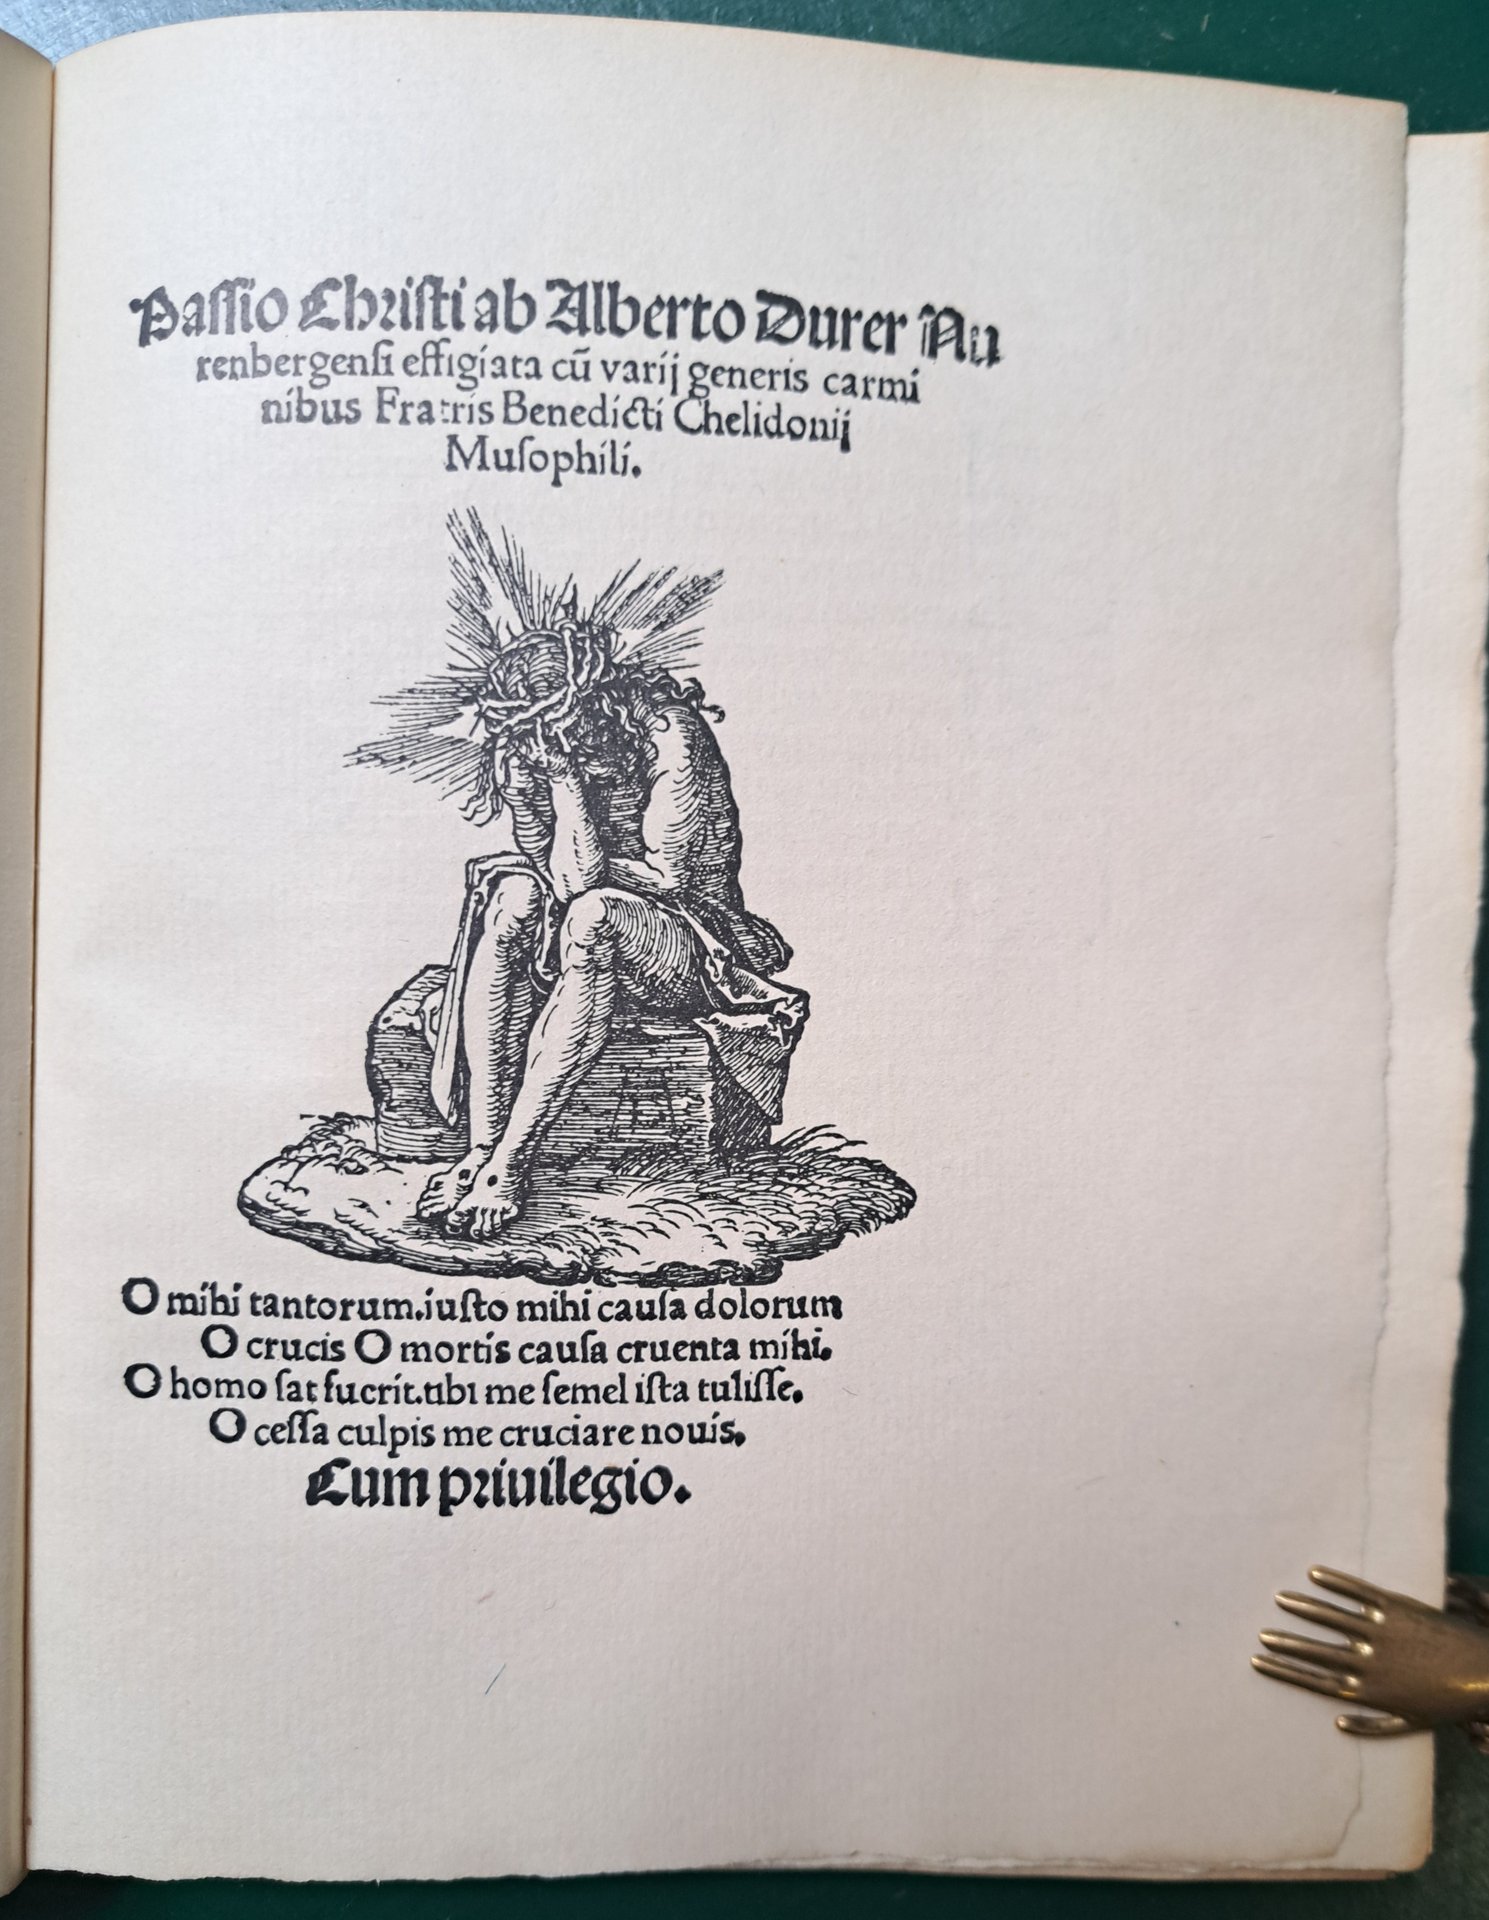 Paſſio Chriſti ab Alberto Durer Nu
renbergenſi effigiata cū varij generis carmi
nibus Fratris Benedicti Chelidonij
Muſophili.
O mihi tantorum.iuſto mihi cauſa dolorum
O crucis O mortis cauſa cruenta mihi.
O homo ſat fucrit.tibi me ſemel iſta tuliſſe.
O ceſſa culpis me cruciare nouis.
Cum priuilegio.